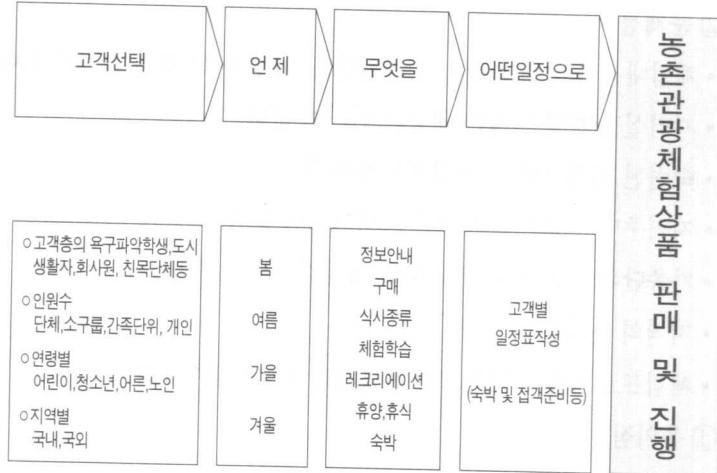 고객선택
언 제
무엇을
어떤일정으로
농촌관광체험상품 판매 및 진행
○고객층의 욕구파악학생,도시
생활자,회사원, 친목단체등
○인원수
단체,소구룹,간족단위, 개인
○연령별
어린이,청소년,어른,노인
○지역별
국내,국외
봄
여름
가을
겨울
정보안내
구매
식사종류
체험학습
레크리에이션
휴양,휴식
숙박
고객별
일정표작성
(숙박 및 접객준비등)